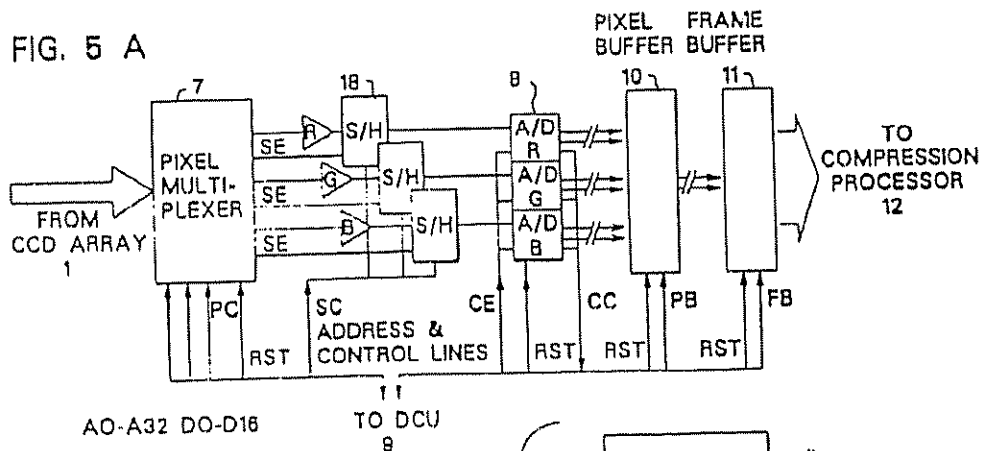 FIG. 5 A
PIXEL BUFFER
FRAME BUFFER
7
18
8
10
11
PIXEL
MULTI-
PLEXER
SE
SE
SE
R
G
B
S/H
S/H
S/H
A/D
R
A/D
G
A/D
B
FROM
CCD ARRAY
1
TO
COMPRESSION
PROCESSOR
12
PC
RST
SC
ADDRESS &
CONTROL LINES
CE
RST
CC
RST
PB
RST
FB
AO-A32 DO-D16
TO DCU
9